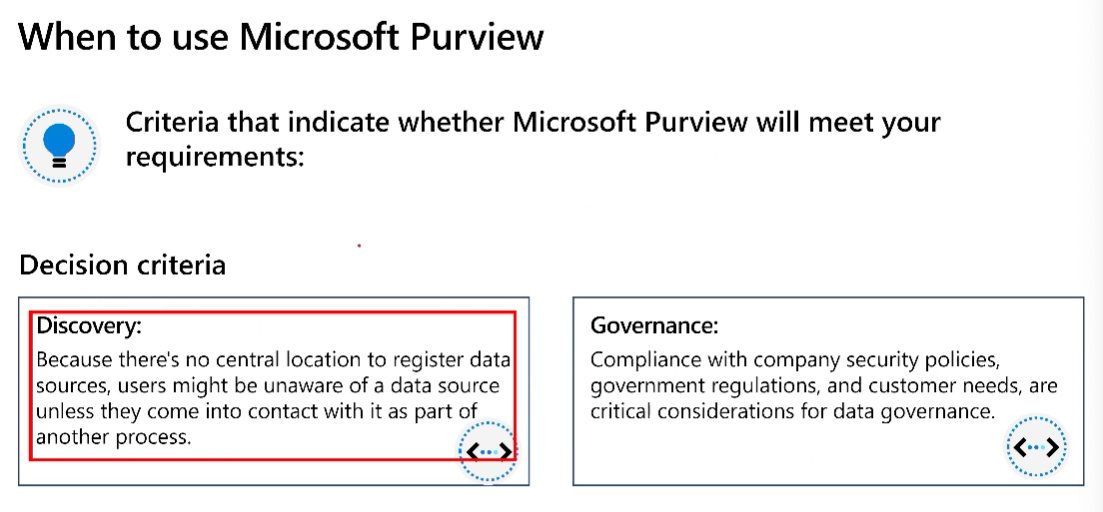 When to use Microsoft Purview
Criteria that indicate whether Microsoft Purview will meet your
requirements:
Decision criteria
Discovery:
Because there's no central location to register data
sources, users might be unaware of a data source
unless they come into contact with it as part of
another process.
Governance:
Compliance with company security policies,
government regulations, and customer needs, are
critical considerations for data governance.